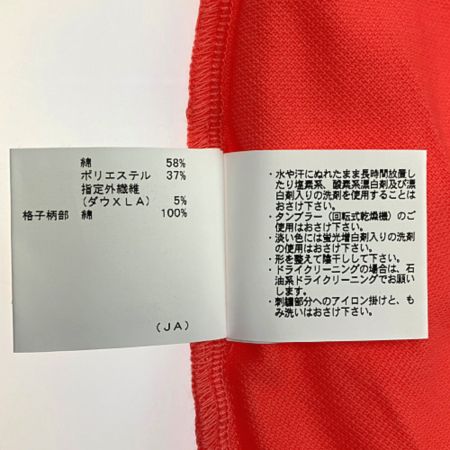 綿 58%
ポリエステル 37%
指定外繊維
(ダウXLA) 5%
格子柄部 綿 100%
(JA)
・水や汗にぬれたまま長時間放置し
たり塩素系、酸素系漂白剤及び漂
白剤入りの洗剤を使用することは
おさけ下さい。
・タンブラー(回転式乾燥機)のご
使用はおさけ下さい。
・淡い色には蛍光増白剤入りの洗剤
の使用はおさけ下さい。
・形を整えて陰干しして下さい。
・ドライクリーニングの場合は、石
油系ドライクリーニングでお願い
します。
・刺繍部分へのアイロン掛けと、も
み洗いはおさけ下さい。